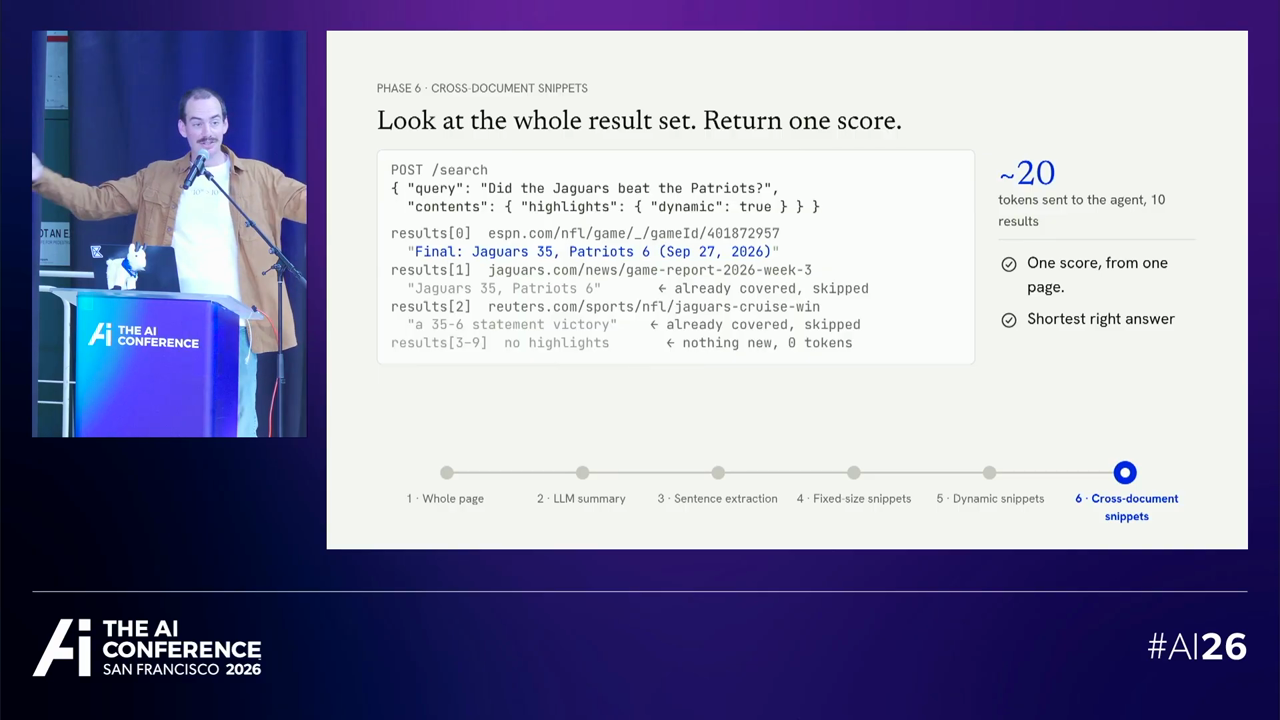 PHASE 6 · CROSS-DOCUMENT SNIPPETS
Look at the whole result set. Return one score.
POST /search
{ "query": "Did the Jaguars beat the Patriots?",
"contents": { "highlights": { "dynamic": true } } }
results[0] espn.com/nfl/game/_/gameId/401872957
"Final: Jaguars 35, Patriots 6 (Sep 27, 2026)"
results[1] jaguars.com/news/game-report-2026-week-3
"Jaguars 35, Patriots 6" ← already covered, skipped
results[2] reuters.com/sports/nfl/jaguars-cruise-win
"a 35-6 statement victory" ← already covered, skipped
results[3–9] no highlights ← nothing new, 0 tokens
~20
tokens sent to the agent, 10
results
One score, from one
page.
Shortest right answer
1 · Whole page
2 · LLM summary
3 · Sentence extraction
4 · Fixed-size snippets
5 · Dynamic snippets
6 · Cross-document
snippets
Ai THE AI
CONFERENCE
Ai THE AI
CONFERENCE
SAN FRANCISCO 2026
#AI26